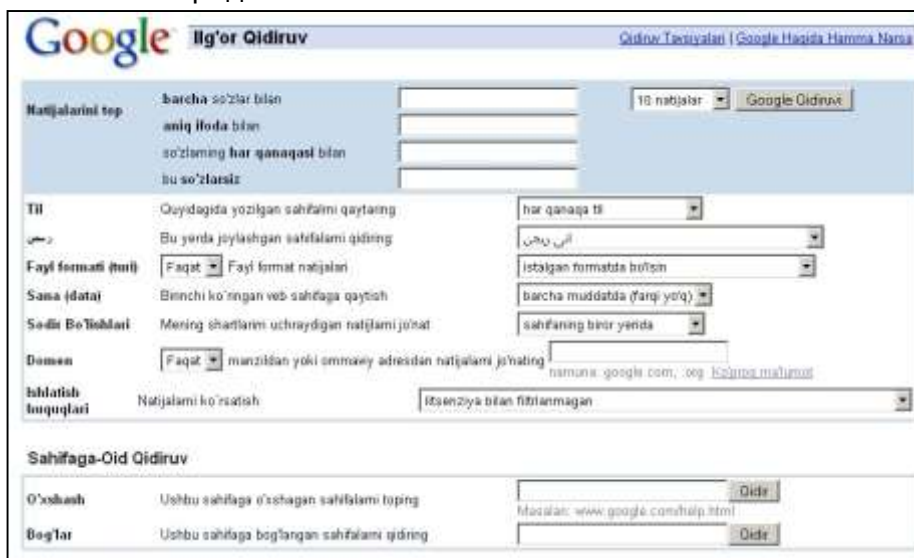 Google Ilg'or Qidiruv Qidiruv Tavsiyalari | Google Haqida Hamma Narsa
Natijalarini top barcha so'zlar bilan 10 natijalar Google Qidiruvi
aniq ifoda bilan
so'zlarning har qanaqasi bilan
bu so'zlarsiz
Til Quyidagida yozilgan sahifalrni qaytaring har qanaqa til
Bu yerda joylashgan sahifalarni qidiring
Fayl formati (turi) Faqat Fayl format natijalari istalgan formatda bo'lsin
Sana (data) Birinchi ko'ringan veb sahifaga qaytish barcha muddatda (farqi yo'q)
Sodir Bo'lishlari Mening shartlarim uchraydigan natijlarni jo'nat sahifaning biror yerida
Domen Faqat manzildan yoki ommaviy adresdan natijalarni jo'nating
namuna: google.com, .org Ko'proq ma'lumot
Ishlatish huquqlari Natijalarni ko'rsatish litsenziya bilan filtrlanmagan
Sahifaga-Oid Qidiruv
O'xshash Ushbu sahifaga o'xshagan sahifalarni toping Qidir
Masalan: www.google.com/help.html
Bog'lar Ushbu sahifaga bog'langan sahifalarni qidiring Qidir